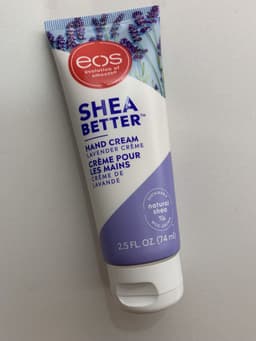 eos
evolution of
smooth®
SHEA
BETTER™
HAND CREAM
LAVENDER CRÈME
CRÈME POUR
LES MAINS
CRÈME DE
LAVANDE
natural
shea
2.5 FL. OZ. (74 ml)